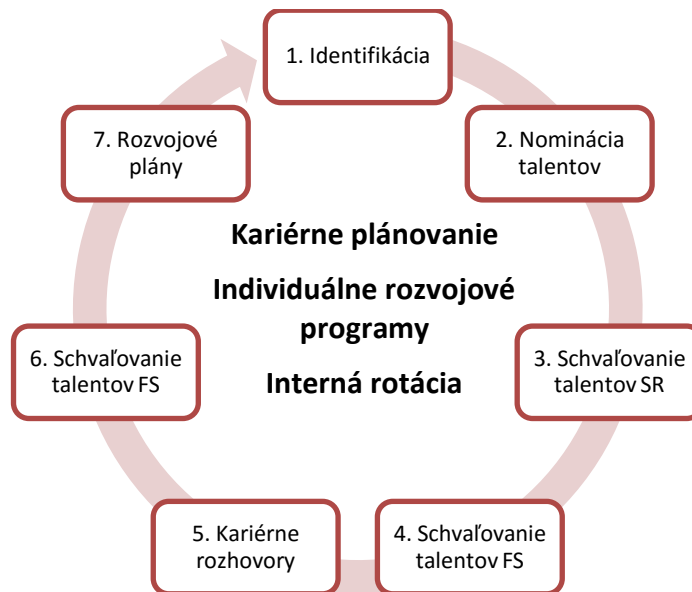 1. Identifikácia
2. Nominácia
talentov
3. Schvaľovanie
talentov SR
4. Schvaľovanie
talentov FS
5. Kariérne
rozhovory
6. Schvaľovanie
talentov FS
7. Rozvojové
plány
Kariérne plánovanie
Individuálne rozvojové
programy
Interná rotácia